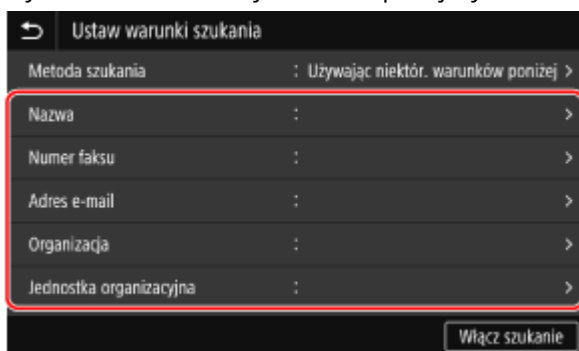 Ustaw warunki szukania
Metoda szukania : Używając niektór. warunków poniżej >
Nazwa : >
Numer faksu : >
Adres e-mail : >
Organizacja : >
Jednostka organizacyjna : >
Włącz szukanie